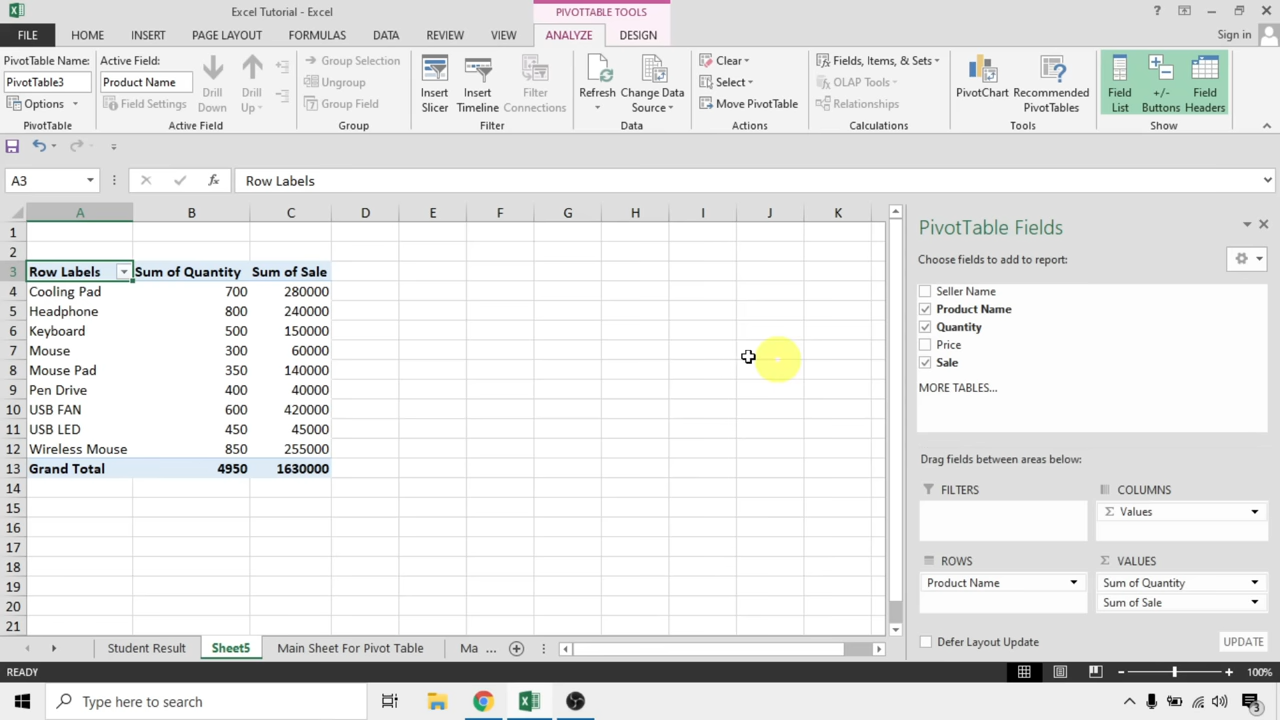 Excel Tutorial - Excel
PIVOTTABLE TOOLS
?
Sign in
FILE HOME INSERT PAGE LAYOUT FORMULAS DATA REVIEW VIEW ANALYZE DESIGN
PivotTable Name:
PivotTable3
Options
PivotTable
Active Field:
Product Name
Field Settings
Drill Down
Drill Up
Active Field
Group Selection
Ungroup
Group Field
Group
Insert Slicer
Insert Timeline
Filter Connections
Filter
Refresh
Change Data Source
Data
Clear
Select
Move PivotTable
Actions
Fields, Items, & Sets
OLAP Tools
Relationships
Calculations
PivotChart
Recommended PivotTables
Tools
Field List
+/- Buttons
Field Headers
Show
A3 fx Row Labels
A B C D E F G H I J K
1
2
3 Row Labels Sum of Quantity Sum of Sale
4 Cooling Pad 700 280000
5 Headphone 800 240000
6 Keyboard 500 150000
7 Mouse 300 60000
8 Mouse Pad 350 140000
9 Pen Drive 400 40000
10 USB FAN 600 420000
11 USB LED 450 45000
12 Wireless Mouse 850 255000
13 Grand Total 4950 1630000
14
15
16
17
18
19
20
21
PivotTable Fields
Choose fields to add to report:
Seller Name
Product Name
Quantity
Price
Sale
MORE TABLES...
Drag fields between areas below:
FILTERS
COLUMNS
Σ Values
ROWS
Product Name
Σ VALUES
Sum of Quantity
Sum of Sale
Defer Layout Update
UPDATE
Student Result Sheet5 Main Sheet For Pivot Table Ma ...
READY
100%
Type here to search
3